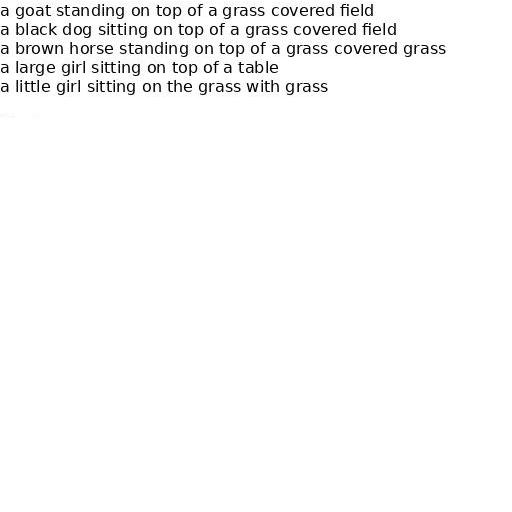 a goat standing on top of a grass covered field
a black dog sitting on top of a grass covered field
a brown horse standing on top of a grass covered grass
a large girl sitting on top of a table
a little girl sitting on the grass with grass